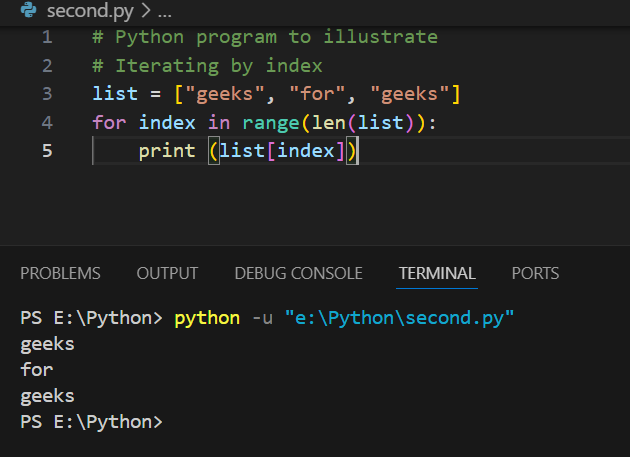 second.py > ...
1 # Python program to illustrate
2 # Iterating by index
3 list = ["geeks", "for", "geeks"]
4 for index in range(len(list)):
5     print (list[index])
PROBLEMS OUTPUT DEBUG CONSOLE TERMINAL PORTS
PS E:\Python> python -u "e:\Python\second.py"
geeks
for
geeks
PS E:\Python>